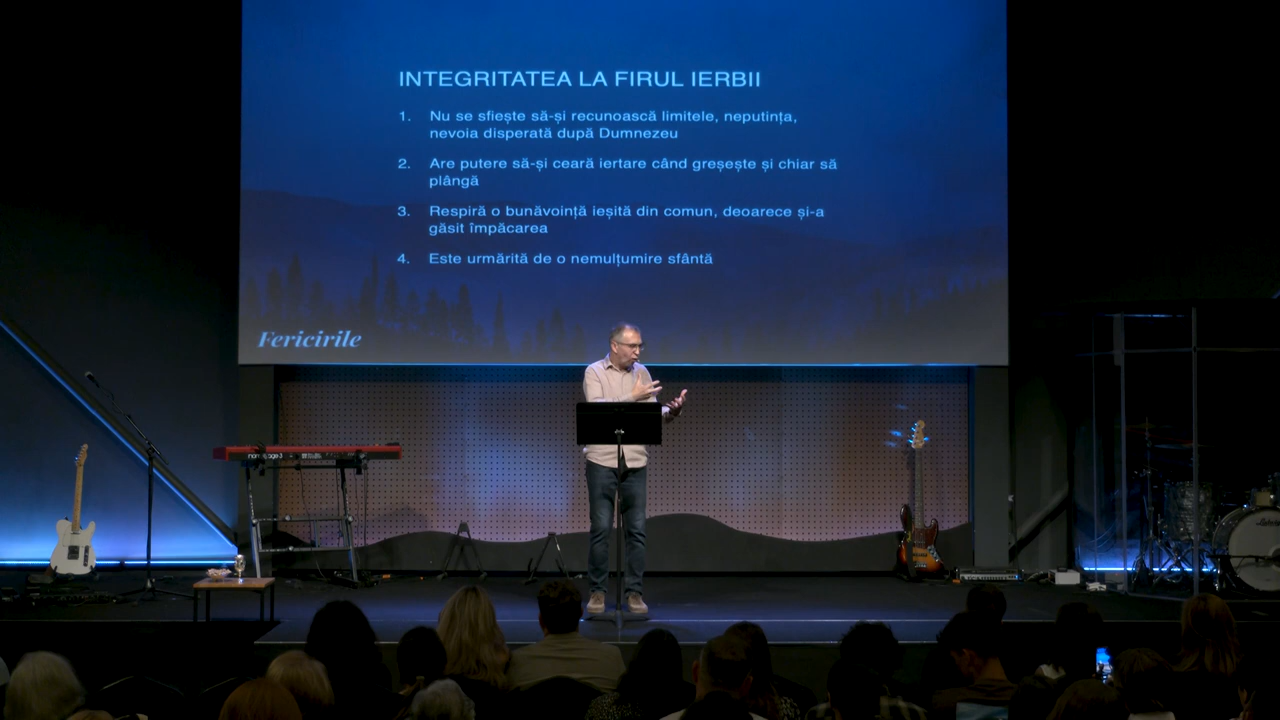 INTEGRITATEA LA FIRUL IERBII
1. Nu se sfiește să-și recunoască limitele, neputința,
nevoia disperată după Dumnezeu
2. Are putere să-și ceară iertare când greșește și chiar să
plângă
3. Respiră o bunăvoință ieșită din comun, deoarece și-a
găsit împăcarea
4. Este urmărită de o nemulțumire sfântă
Fericirile